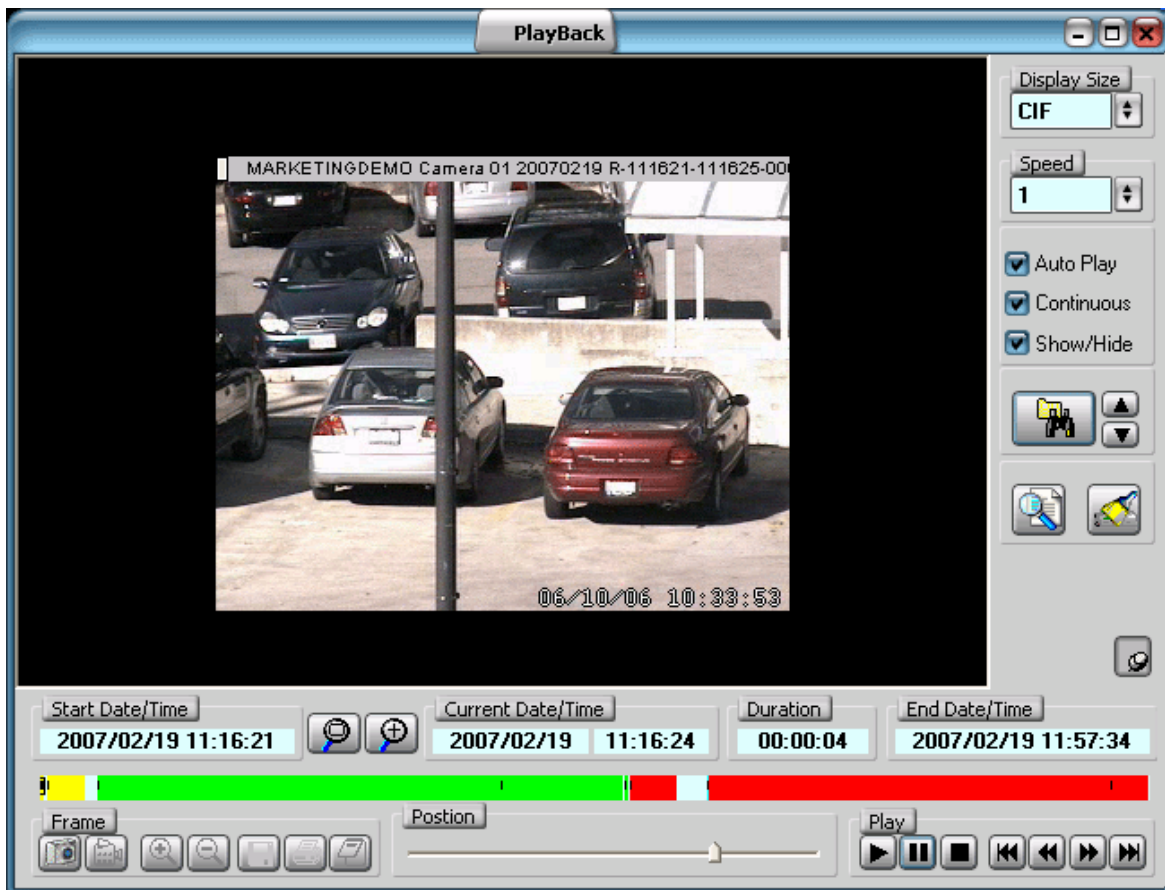 PlayBack
Display Size
CIF
MARKETINGDEMO Camera 01 20070219 R-111621-111625-00
Speed
1
Auto Play
Continuous
Show/Hide
06/10/06 10:33:53
Start Date/Time
2007/02/19 11:16:21
Current Date/Time
2007/02/19 11:16:24
Duration
00:00:04
End Date/Time
2007/02/19 11:57:34
Frame
Postion
Play